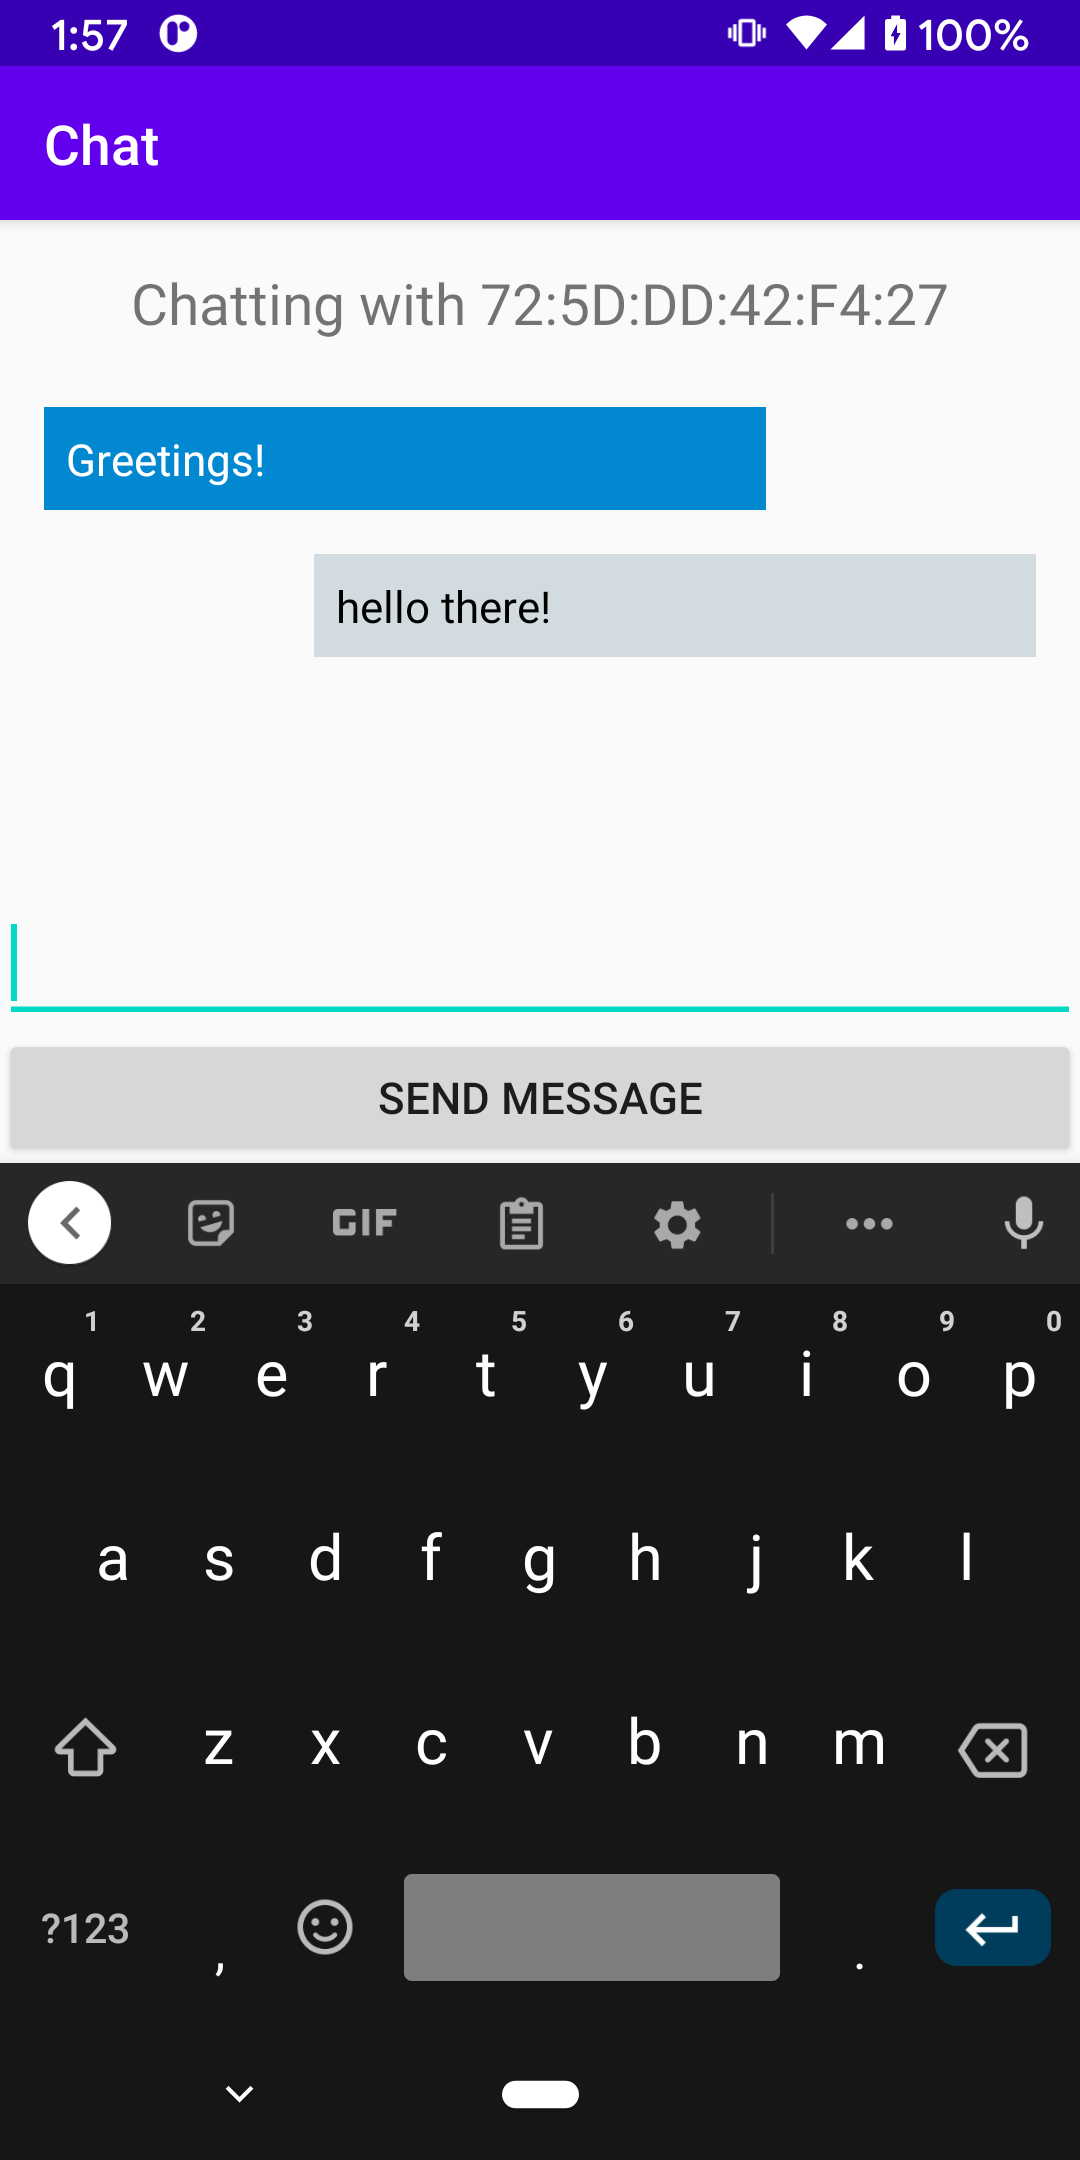 1:57 100%
Chat
Chatting with 72:5D:DD:42:F4:27
Greetings!
hello there!
SEND MESSAGE
GIF
1 2 3 4 5 6 7 8 9 0
q w e r t y u i o p
a s d f g h j k l
z x c v b n m
?123 , .